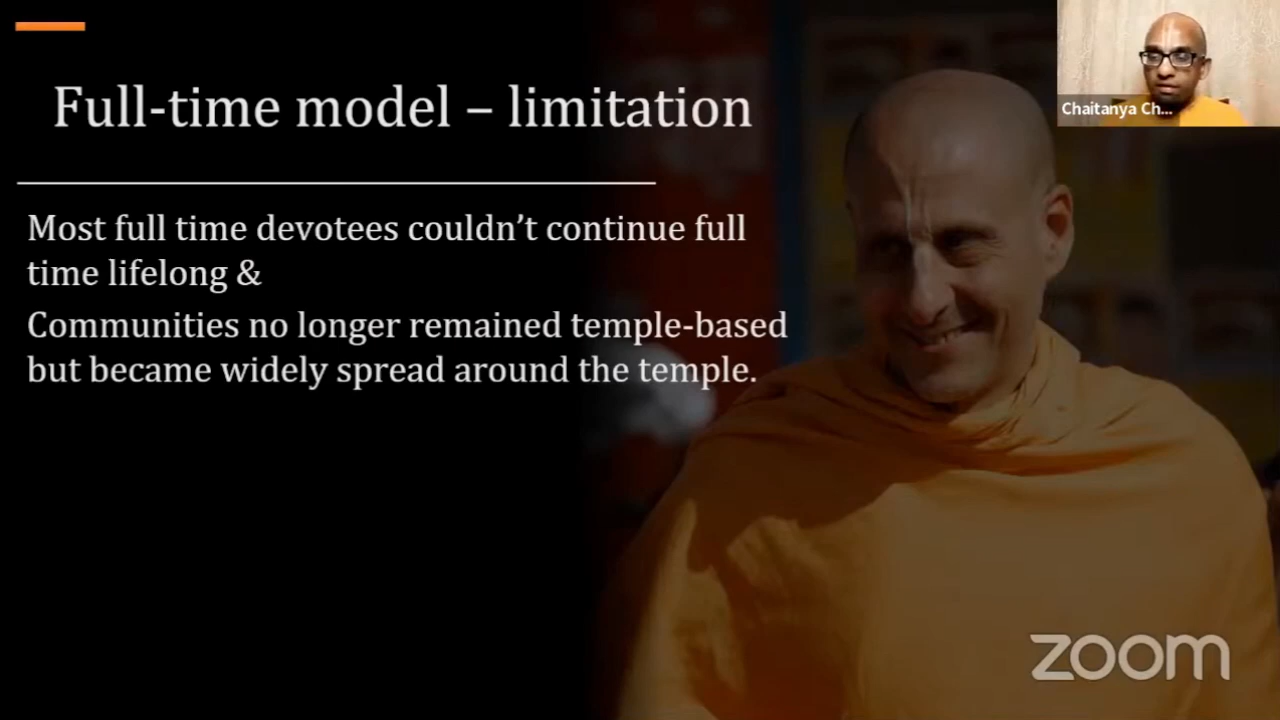 Full-time model – limitation
Chaitanya Ch...
Most full time devotees couldn’t continue full
time lifelong &
Communities no longer remained temple-based
but became widely spread around the temple.
zoom